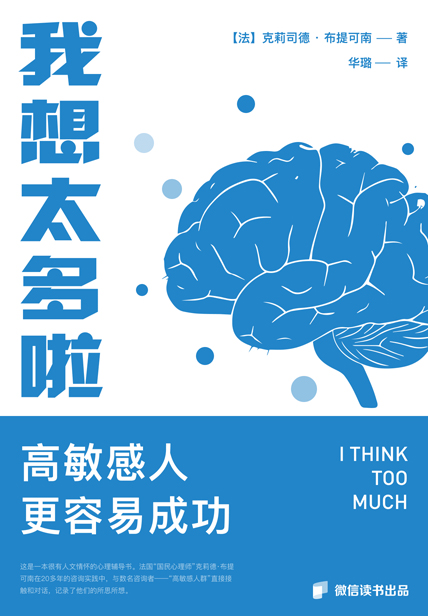 我想太多啦
【法】克莉司德·布提可南 — 著
华璐 — 译
高敏感人
更容易成功
I THINK
TOO
MUCH
这是一本很有人文情怀的心理辅导书。法国“国民心理师”克莉德·布提
可南在20多年的咨询实践中，与数名咨询者——“高敏感人群”直接接
触和对话，记录了他们的所思所想。
微信读书出品